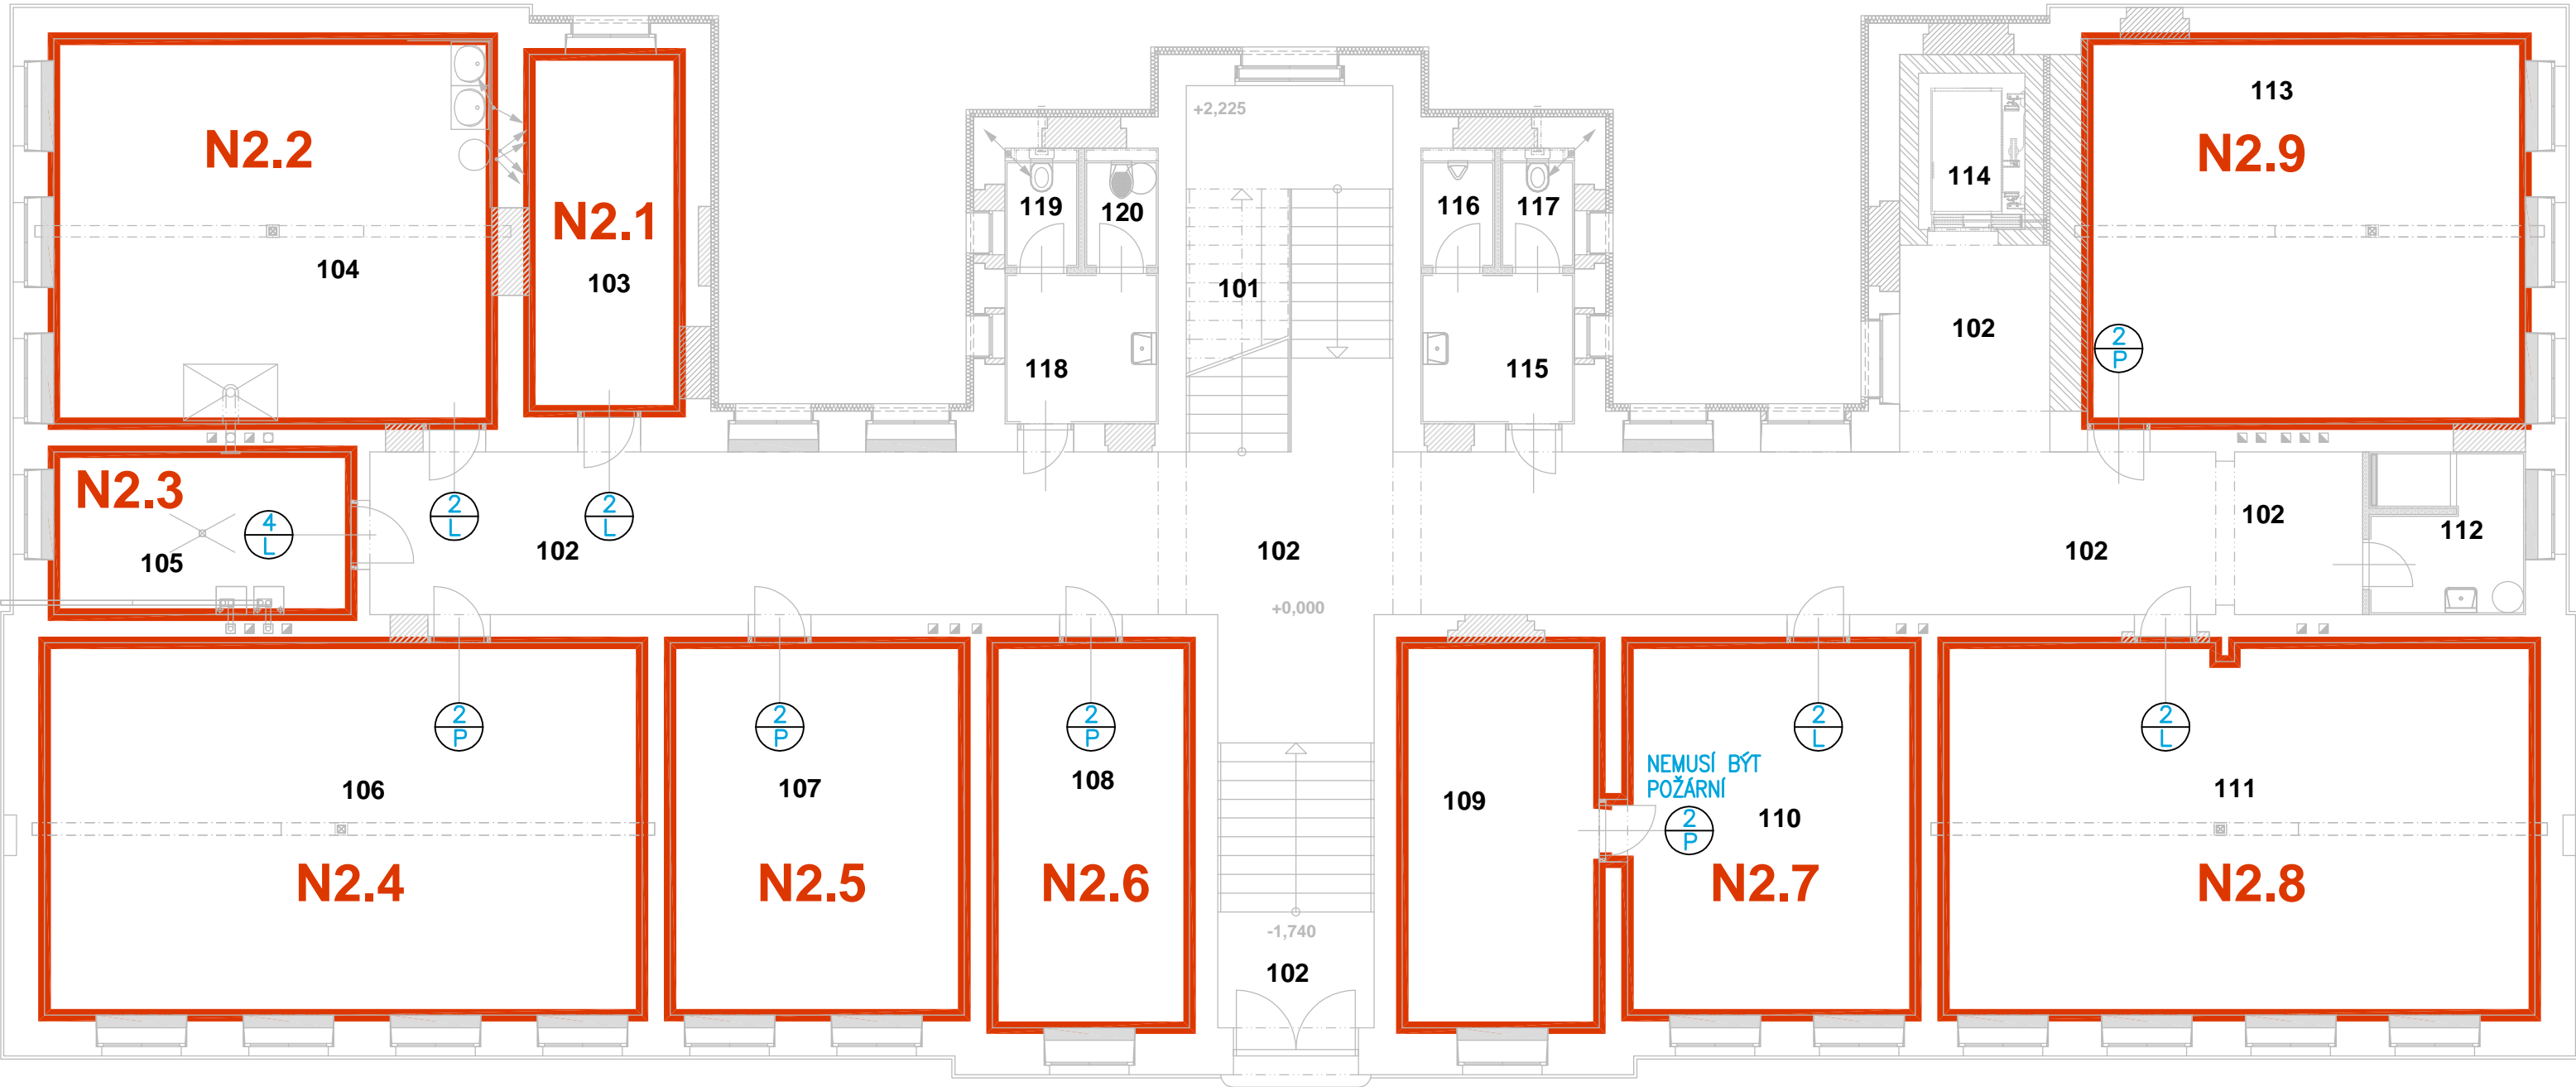 +2,225
113
N2.2
N2.1
N2.9
119
120
116
117
114
104
103
101
102
2
P
118
115
N2.3
105
4
L
2
L
2
L
102
102
102
102
112
+0,000
2
P
2
P
2
P
2
L
2
L
NEMUSÍ BÝT
POŽÁRNÍ
2
P
106
107
108
109
110
111
N2.4
N2.5
N2.6
N2.7
N2.8
-1,740
102